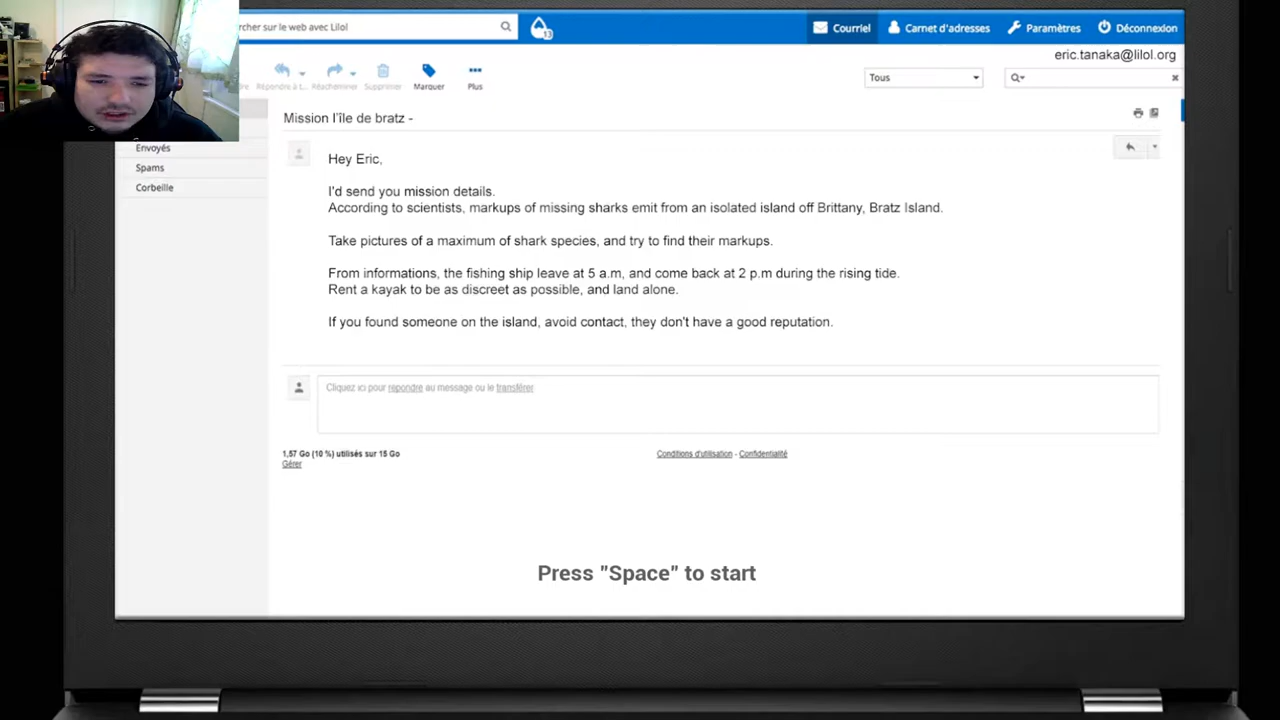 cher sur le web avec Lilol
13
Courriel
Carnet d'adresses
Paramètres
Déconnexion
eric.tanaka@lilol.org
Répondre à t...
Réacheminer
Supprimer
Marquer
Plus
Tous
Mission l'île de bratz -
Envoyés
Spams
Corbeille
Hey Eric,
I'd send you mission details.
According to scientists, markups of missing sharks emit from an isolated island off Brittany, Bratz Island.
Take pictures of a maximum of shark species, and try to find their markups.
From informations, the fishing ship leave at 5 a.m, and come back at 2 p.m during the rising tide.
Rent a kayak to be as discreet as possible, and land alone.
If you found someone on the island, avoid contact, they don't have a good reputation.
Cliquez ici pour répondre au message ou le transférer
1,57 Go (10 %) utilisés sur 15 Go
Gérer
Conditions d'utilisation - Confidentialité
Press "Space" to start